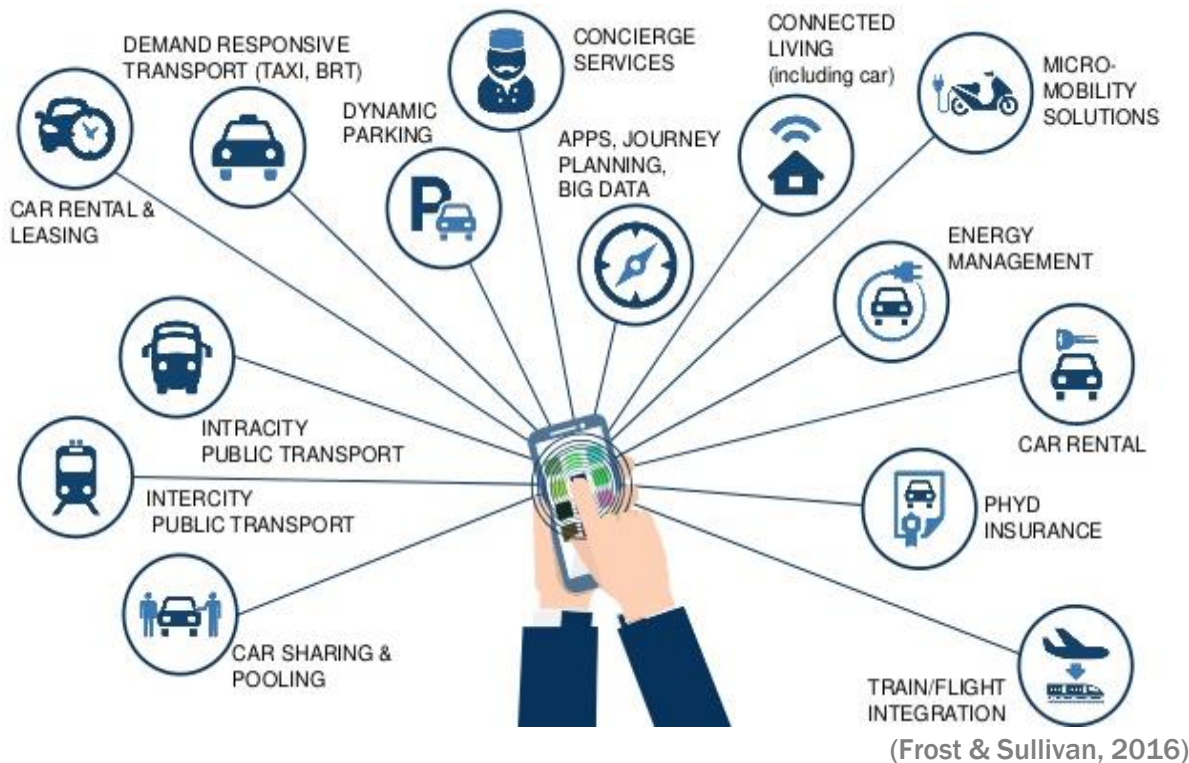 DEMAND RESPONSIVE
TRANSPORT (TAXI, BRT)
CONCIERGE
SERVICES
CONNECTED
LIVING
(including car)
MICRO-
MOBILITY
SOLUTIONS
DYNAMIC
PARKING
APPS, JOURNEY
PLANNING,
BIG DATA
P
CAR RENTAL &
LEASING
ENERGY
MANAGEMENT
INTRACITY
PUBLIC TRANSPORT
CAR RENTAL
INTERCITY
PUBLIC TRANSPORT
PHYD
INSURANCE
CAR SHARING &
POOLING
TRAIN/FLIGHT
INTEGRATION
(Frost & Sullivan, 2016)